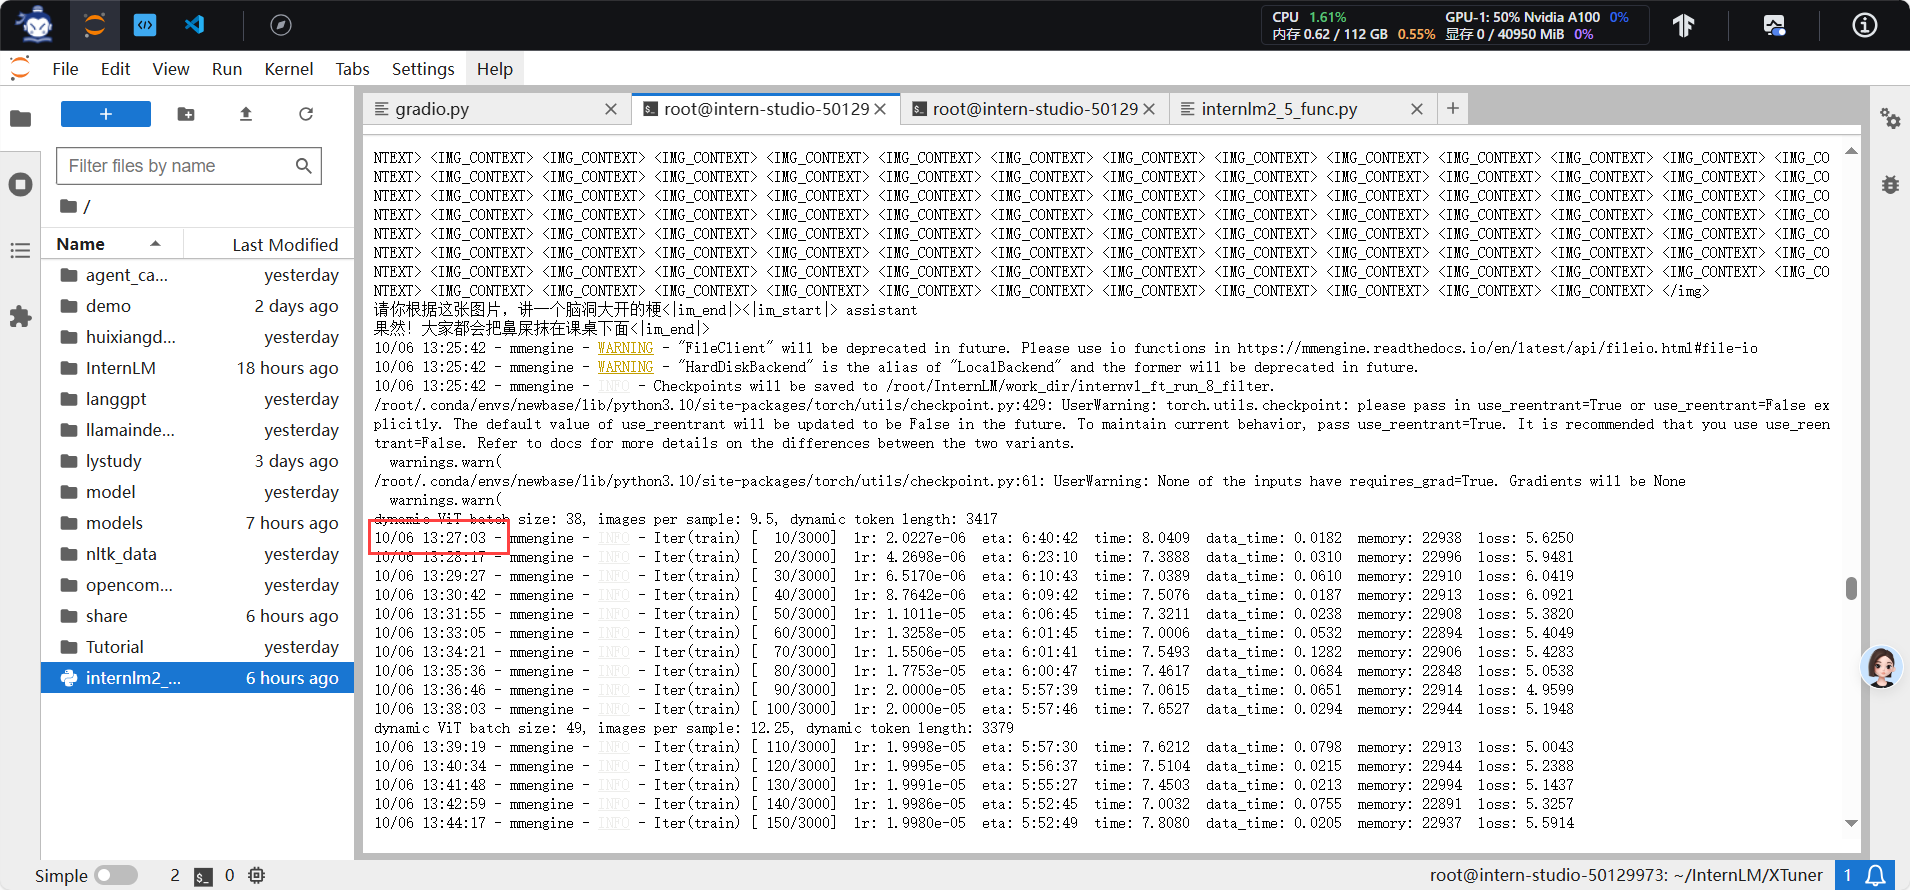 CPU 1.61% GPU-1: 50% Nvidia A100 0%
内存 0.62 / 112 GB 0.55% 显存 0 / 40950 MiB 0%
File Edit View Run Kernel Tabs Settings Help
gradio.py root@intern-studio-50129 root@intern-studio-50129 internlm2_5_func.py
Filter files by name
/
Name Last Modified
agent_ca... yesterday
demo 2 days ago
huixiangd... yesterday
InternLM 18 hours ago
langgpt yesterday
llamainde... yesterday
lystudy 3 days ago
model yesterday
models 7 hours ago
nltk_data yesterday
opencom... yesterday
share 6 hours ago
Tutorial yesterday
internlm2_... 6 hours ago
NTEXT> <IMG_CONTEXT> <IMG_CONTEXT> <IMG_CONTEXT> <IMG_CONTEXT> <IMG_CONTEXT> <IMG_CONTEXT> <IMG_CONTEXT> <IMG_CONTEXT> <IMG_CONTEXT> <IMG_CONTEXT> <IMG_CONTEXT> <IMG_CONTEXT> <IMG_CO
NTEXT> <IMG_CONTEXT> <IMG_CONTEXT> <IMG_CONTEXT> <IMG_CONTEXT> <IMG_CONTEXT> <IMG_CONTEXT> <IMG_CONTEXT> <IMG_CONTEXT> <IMG_CONTEXT> <IMG_CONTEXT> <IMG_CONTEXT> <IMG_CONTEXT> <IMG_CO
NTEXT> <IMG_CONTEXT> <IMG_CONTEXT> <IMG_CONTEXT> <IMG_CONTEXT> <IMG_CONTEXT> <IMG_CONTEXT> <IMG_CONTEXT> <IMG_CONTEXT> <IMG_CONTEXT> <IMG_CONTEXT> <IMG_CONTEXT> <IMG_CONTEXT> <IMG_CO
NTEXT> <IMG_CONTEXT> <IMG_CONTEXT> <IMG_CONTEXT> <IMG_CONTEXT> <IMG_CONTEXT> <IMG_CONTEXT> <IMG_CONTEXT> <IMG_CONTEXT> <IMG_CONTEXT> <IMG_CONTEXT> <IMG_CONTEXT> <IMG_CONTEXT> <IMG_CO
NTEXT> <IMG_CONTEXT> <IMG_CONTEXT> <IMG_CONTEXT> <IMG_CONTEXT> <IMG_CONTEXT> <IMG_CONTEXT> <IMG_CONTEXT> <IMG_CONTEXT> <IMG_CONTEXT> <IMG_CONTEXT> <IMG_CONTEXT> <IMG_CONTEXT> <IMG_CO
NTEXT> <IMG_CONTEXT> <IMG_CONTEXT> <IMG_CONTEXT> <IMG_CONTEXT> <IMG_CONTEXT> <IMG_CONTEXT> <IMG_CONTEXT> <IMG_CONTEXT> <IMG_CONTEXT> <IMG_CONTEXT> <IMG_CONTEXT> <IMG_CONTEXT> <IMG_CO
NTEXT> <IMG_CONTEXT> <IMG_CONTEXT> <IMG_CONTEXT> <IMG_CONTEXT> <IMG_CONTEXT> <IMG_CONTEXT> <IMG_CONTEXT> <IMG_CONTEXT> <IMG_CONTEXT> <IMG_CONTEXT> <IMG_CONTEXT> <IMG_CONTEXT> <IMG_CO
NTEXT> <IMG_CONTEXT> <IMG_CONTEXT> <IMG_CONTEXT> <IMG_CONTEXT> <IMG_CONTEXT> <IMG_CONTEXT> <IMG_CONTEXT> <IMG_CONTEXT> <IMG_CONTEXT> <IMG_CONTEXT> <IMG_CONTEXT> </img>
请你根据这张图片，讲一个脑洞大开的梗<|im_end|><|im_start|> assistant
果然！大家都会把鼻屎抹在课桌下面<|im_end|>
10/06 13:25:42 - mmengine - WARNING - "FileClient" will be deprecated in future. Please use io functions in https://mmengine.readthedocs.io/en/latest/api/fileio.html#file-io
10/06 13:25:42 - mmengine - WARNING - "HardDiskBackend" is the alias of "LocalBackend" and the former will be deprecated in future.
10/06 13:25:42 - mmengine - INFO - Checkpoints will be saved to /root/InternLM/work_dir/internvl_ft_run_8_filter.
/root/.conda/envs/newbase/lib/python3.10/site-packages/torch/utils/checkpoint.py:429: UserWarning: torch.utils.checkpoint: please pass in use_reentrant=True or use_reentrant=False ex
plicitly. The default value of use_reentrant will be updated to be False in the future. To maintain current behavior, pass use_reentrant=True. It is recommended that you use use_reen
trant=False. Refer to docs for more details on the differences between the two variants.
warnings.warn(
/root/.conda/envs/newbase/lib/python3.10/site-packages/torch/utils/checkpoint.py:61: UserWarning: None of the inputs have requires_grad=True. Gradients will be None
warnings.warn(
dynamic ViT batch size: 38, images per sample: 9.5, dynamic token length: 3417
10/06 13:27:03 - mmengine - INFO - Iter(train) [ 10/3000] lr: 2.0227e-06 eta: 6:40:42 time: 8.0409 data_time: 0.0182 memory: 22938 loss: 5.6250
10/06 13:28:17 - mmengine - INFO - Iter(train) [ 20/3000] lr: 4.2698e-06 eta: 6:23:10 time: 7.3888 data_time: 0.0310 memory: 22996 loss: 5.9481
10/06 13:29:27 - mmengine - INFO - Iter(train) [ 30/3000] lr: 6.5170e-06 eta: 6:10:43 time: 7.0389 data_time: 0.0610 memory: 22910 loss: 6.0419
10/06 13:30:42 - mmengine - INFO - Iter(train) [ 40/3000] lr: 8.7642e-06 eta: 6:09:42 time: 7.5076 data_time: 0.0187 memory: 22913 loss: 6.0921
10/06 13:31:55 - mmengine - INFO - Iter(train) [ 50/3000] lr: 1.1011e-05 eta: 6:06:45 time: 7.3211 data_time: 0.0238 memory: 22908 loss: 5.3820
10/06 13:33:05 - mmengine - INFO - Iter(train) [ 60/3000] lr: 1.3258e-05 eta: 6:01:45 time: 7.0006 data_time: 0.0532 memory: 22894 loss: 5.4049
10/06 13:34:21 - mmengine - INFO - Iter(train) [ 70/3000] lr: 1.5506e-05 eta: 6:01:41 time: 7.5493 data_time: 0.1282 memory: 22906 loss: 5.4283
10/06 13:35:36 - mmengine - INFO - Iter(train) [ 80/3000] lr: 1.7753e-05 eta: 6:00:47 time: 7.4617 data_time: 0.0684 memory: 22848 loss: 5.0538
10/06 13:36:46 - mmengine - INFO - Iter(train) [ 90/3000] lr: 2.0000e-05 eta: 5:57:39 time: 7.0615 data_time: 0.0651 memory: 22914 loss: 4.9599
10/06 13:38:03 - mmengine - INFO - Iter(train) [ 100/3000] lr: 2.0000e-05 eta: 5:57:46 time: 7.6527 data_time: 0.0294 memory: 22944 loss: 5.1948
dynamic ViT batch size: 49, images per sample: 12.25, dynamic token length: 3379
10/06 13:39:19 - mmengine - INFO - Iter(train) [ 110/3000] lr: 1.9998e-05 eta: 5:57:30 time: 7.6212 data_time: 0.0798 memory: 22913 loss: 5.0043
10/06 13:40:34 - mmengine - INFO - Iter(train) [ 120/3000] lr: 1.9995e-05 eta: 5:56:37 time: 7.5104 data_time: 0.0215 memory: 22944 loss: 5.2388
10/06 13:41:48 - mmengine - INFO - Iter(train) [ 130/3000] lr: 1.9991e-05 eta: 5:55:27 time: 7.4503 data_time: 0.0213 memory: 22994 loss: 5.1437
10/06 13:42:59 - mmengine - INFO - Iter(train) [ 140/3000] lr: 1.9986e-05 eta: 5:52:45 time: 7.0032 data_time: 0.0755 memory: 22891 loss: 5.3257
10/06 13:44:17 - mmengine - INFO - Iter(train) [ 150/3000] lr: 1.9980e-05 eta: 5:52:49 time: 7.8080 data_time: 0.0205 memory: 22937 loss: 5.5914
Simple 2 0 root@intern-studio-50129973: ~/InternLM/XTuner 1